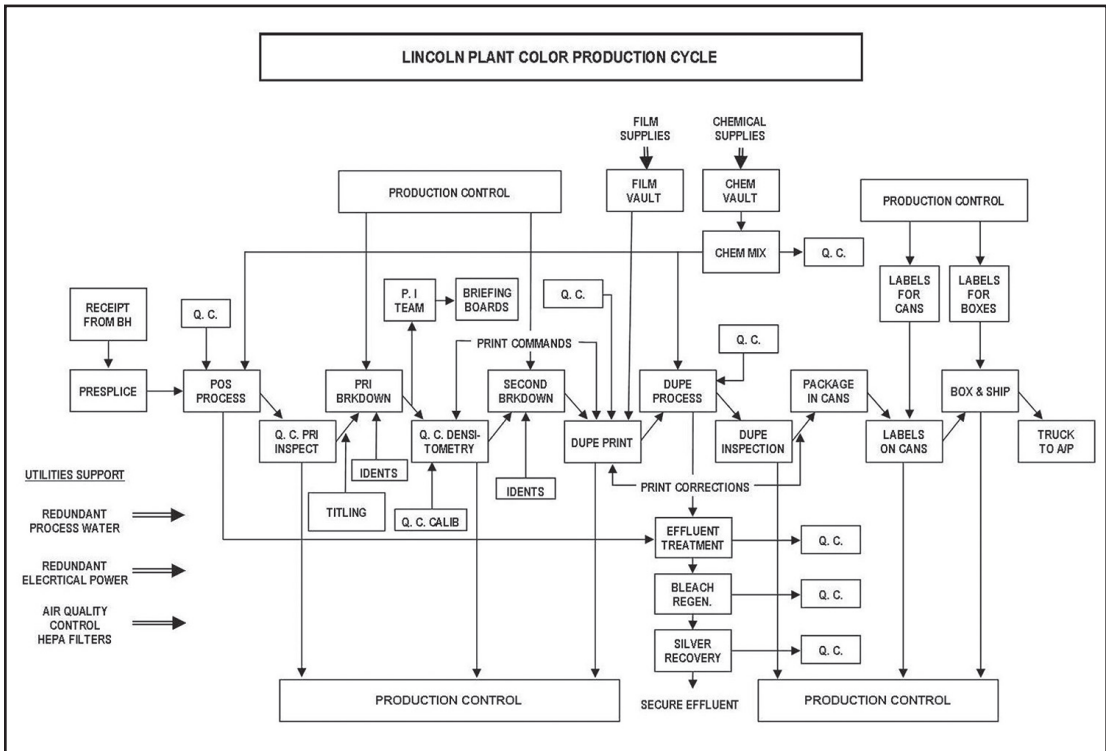 LINCOLN PLANT COLOR PRODUCTION CYCLE
FILM
SUPPLIES
CHEMICAL
SUPPLIES
PRODUCTION CONTROL
FILM
VAULT
CHEM
VAULT
PRODUCTION CONTROL
CHEM MIX
Q. C.
RECEIPT
FROM BH
Q. C.
P. I
TEAM
BRIEFING
BOARDS
Q. C.
LABELS
FOR
CANS
LABELS
FOR
BOXES
PRINT COMMANDS
Q. C.
PRESPLICE
POS
PROCESS
PRI
BRKDOWN
SECOND
BRKDOWN
DUPE
PROCESS
PACKAGE
IN CANS
BOX & SHIP
Q. C. PRI
INSPECT
Q. C. DENSI-
TOMETRY
DUPE PRINT
DUPE
INSPECTION
LABELS
ON CANS
TRUCK
TO A/P
IDENTS
IDENTS
PRINT CORRECTIONS
TITLING
Q. C. CALIB
UTILITIES SUPPORT
REDUNDANT
PROCESS WATER
REDUNDANT
ELECRTICAL POWER
AIR QUALITY
CONTROL
HEPA FILTERS
EFFLUENT
TREATMENT
Q. C.
BLEACH
REGEN.
Q. C.
SILVER
RECOVERY
Q. C.
SECURE EFFLUENT
PRODUCTION CONTROL
PRODUCTION CONTROL